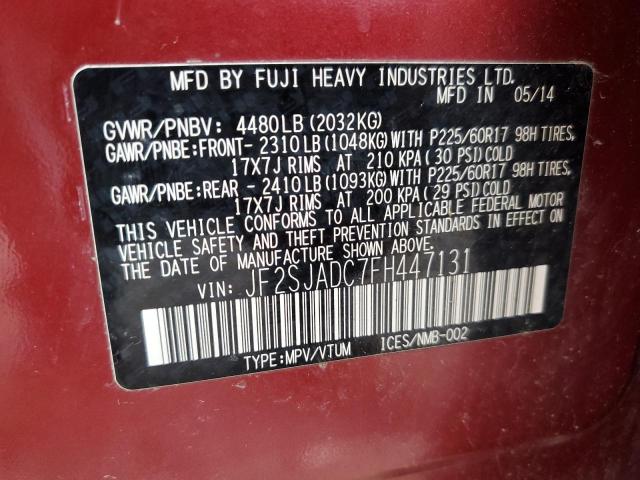 MFD BY FUJI HEAVY INDUSTRIES LTD.
MFD IN 05/14
GVWR/PNBV: 4480LB (2032KG)
GAWR/PNBE:FRONT- 2310 LB (1048KG) WITH P225/60R17 98H TIRES,
17X7J RIMS AT 210 KPA ( 30 PSI) COLD
GAWR/PNBE:REAR - 2410 LB (1093KG) WITH P225/60R17 98H TIRES,
17X7J RIMS AT 200 KPA ( 29 PSI) COLD
THIS VEHICLE CONFORMS TO ALL APPLICABLE FEDERAL MOTOR
VEHICLE SAFETY AND THEFT PREVENTION STANDARDS IN EFFECT ON
THE DATE OF MANUFACTURE SHOWN ABOVE.
VIN: JF2SJADC7FH447131
TYPE:MPV/VTUM ICES/NMB-002